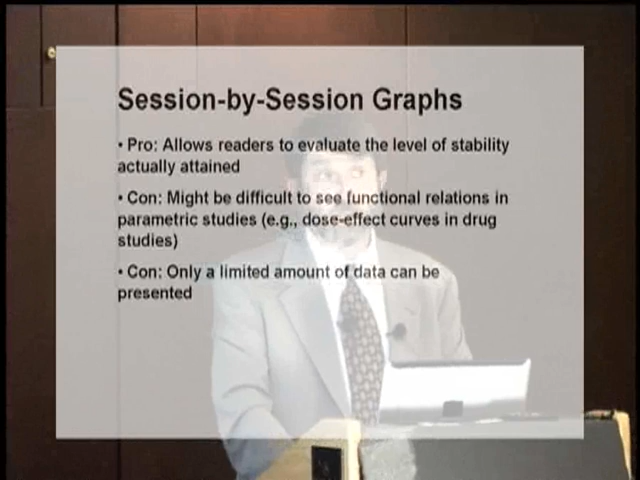 Session-by-Session Graphs
• Pro: Allows readers to evaluate the level of stability
actually attained
• Con: Might be difficult to see functional relations in
parametric studies (e.g., dose-effect curves in drug
studies)
• Con: Only a limited amount of data can be
presented